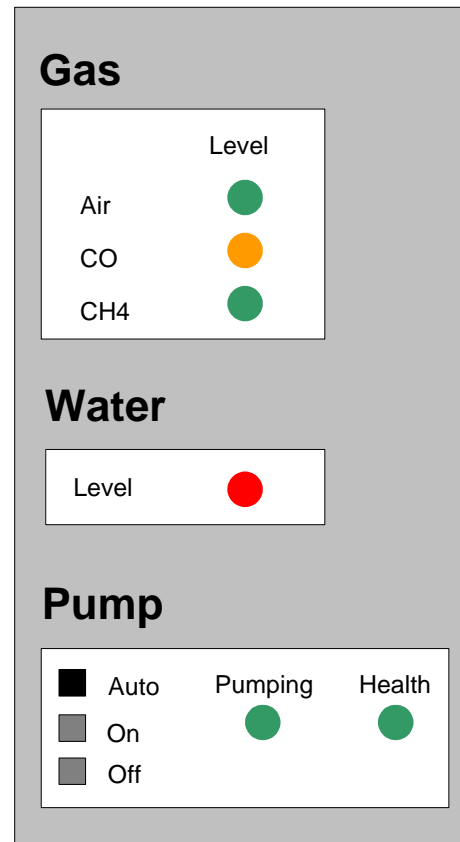 Gas
Level
Air
CO
CH4
Water
Level
Pump
Auto Pumping Health
On
Off